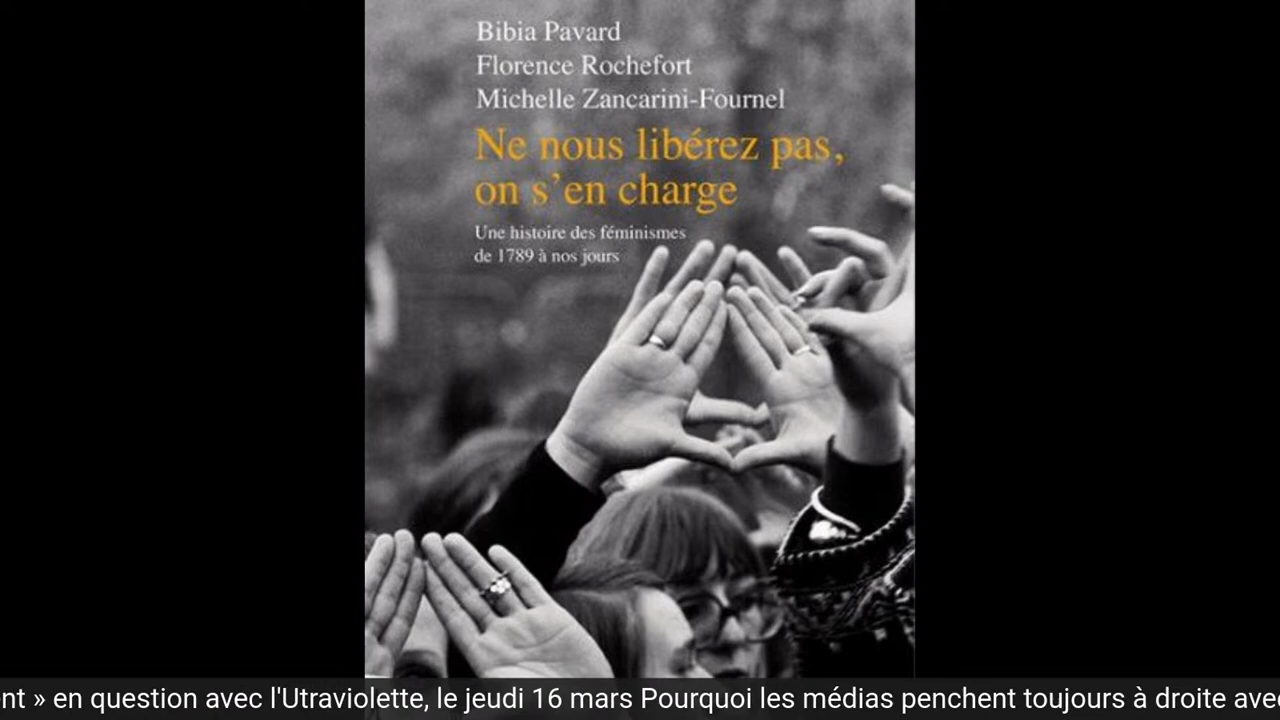 Bibia Pavard
Florence Rochefort
Michelle Zancarini-Fournel
Ne nous libérez pas,
on s’en charge
Une histoire des féminismes
de 1789 à nos jours
nt » en question avec l'Utraviolette, le jeudi 16 mars Pourquoi les médias penchent toujours à droite avec